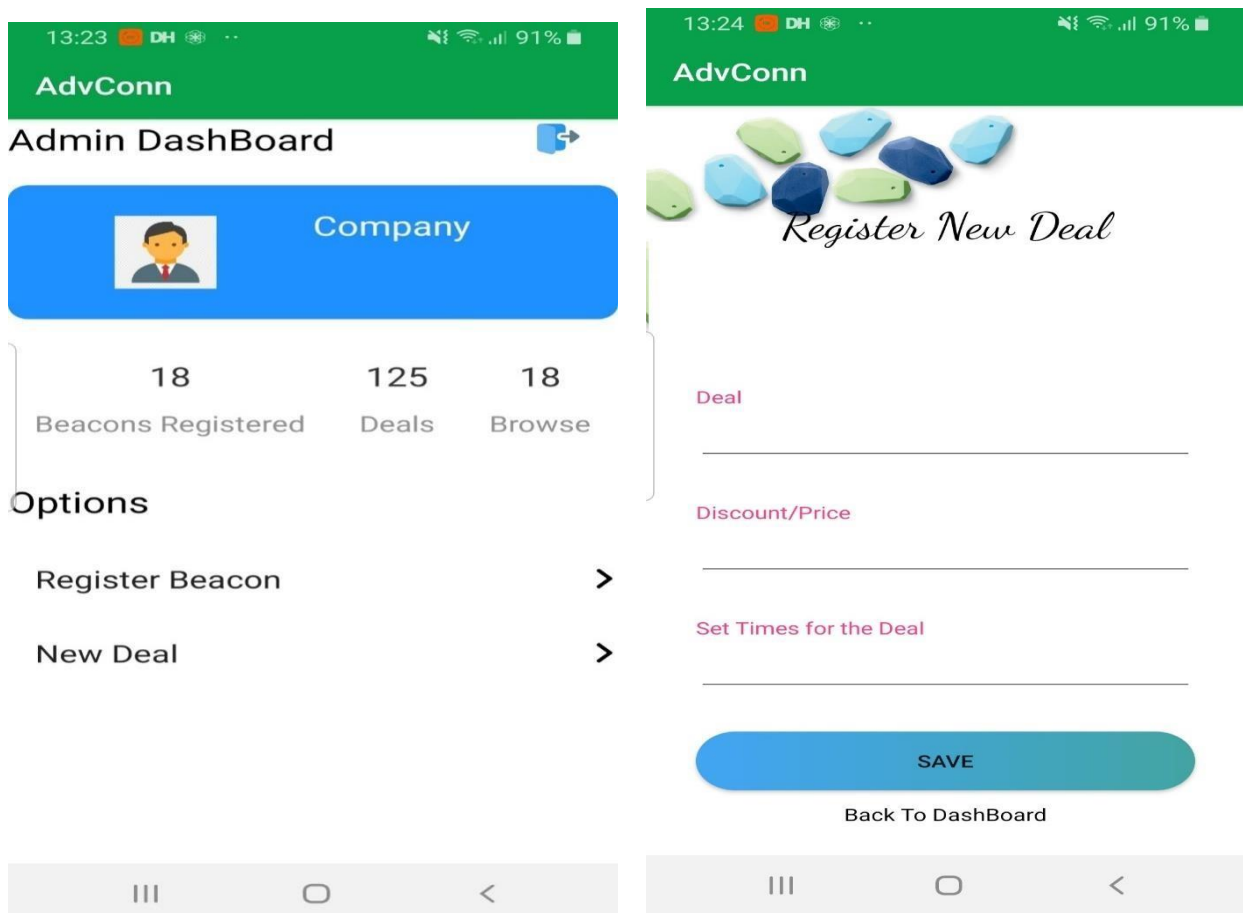 13:23 DH
91%
AdvConn
Admin DashBoard
Company
18 125 18
Beacons Registered Deals Browse
Options
Register Beacon
New Deal
13:24 DH
91%
AdvConn
Register New Deal
Deal
Discount/Price
Set Times for the Deal
SAVE
Back To DashBoard